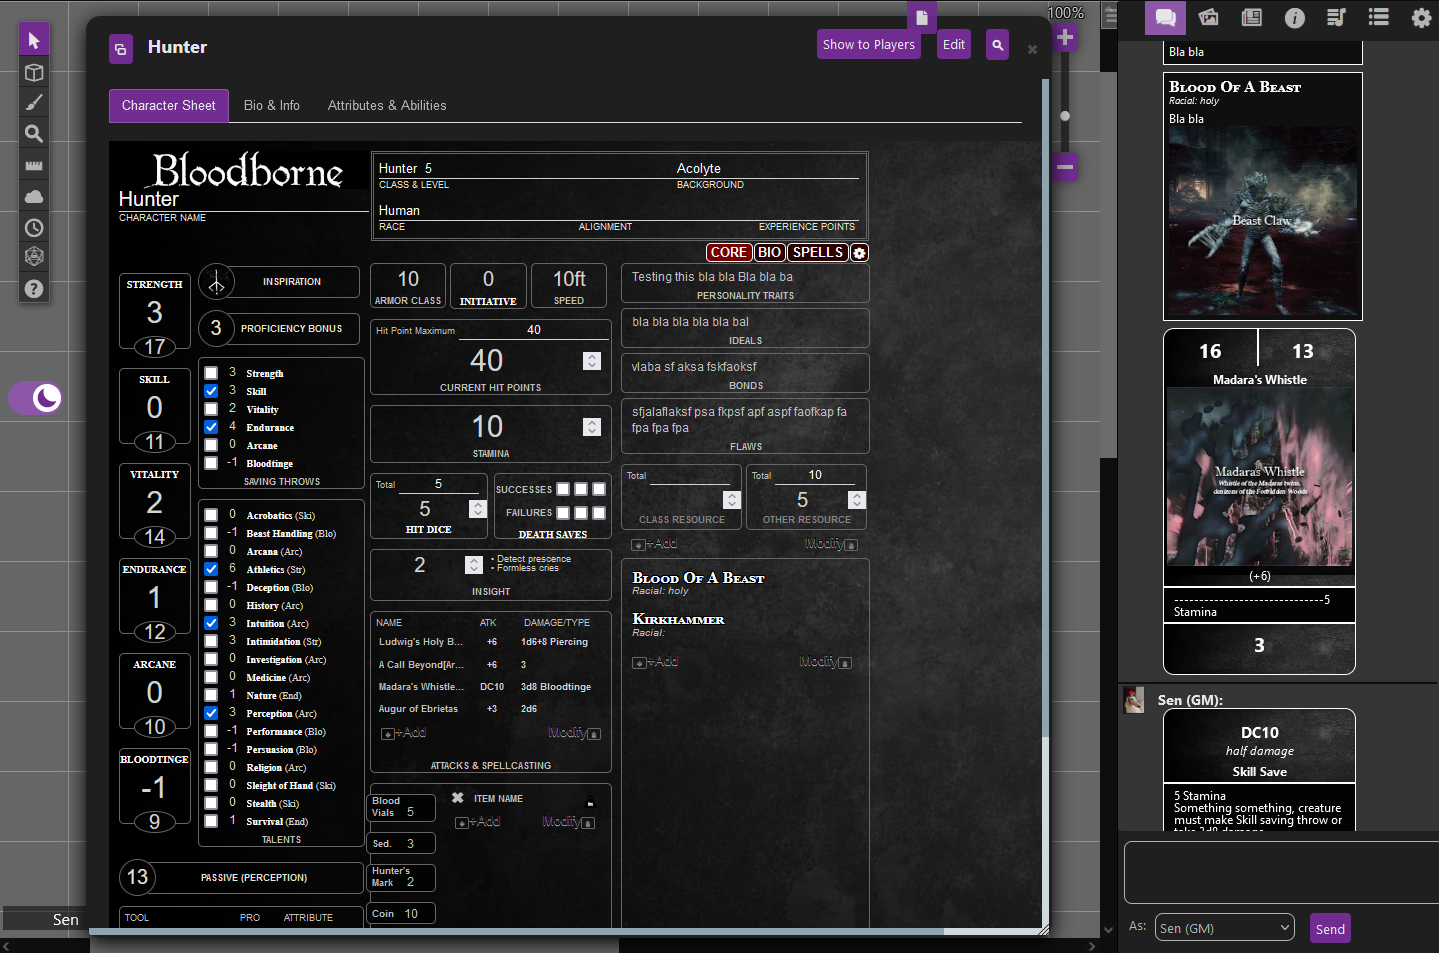 100%
Hunter
Show to Players
Edit
Character Sheet
Bio & Info
Attributes & Abilities
Bloodborne
Hunter
CHARACTER NAME
Hunter 5
Acolyte
CLASS & LEVEL
BACKGROUND
Human
RACE
ALIGNMENT
EXPERIENCE POINTS
CORE
BIO
SPELLS
STRENGTH
3
17
SKILL
0
11
VITALITY
2
14
ENDURANCE
1
12
ARCANE
0
10
BLOODTINGE
-1
9
INSPIRATION
3
PROFICIENCY BONUS
3 Strength
3 Skill
2 Vitality
4 Endurance
0 Arcane
-1 Bloodtinge
SAVING THROWS
0 Acrobatics (Ski)
-1 Beast Handling (Blo)
0 Arcana (Arc)
6 Athletics (Str)
-1 Deception (Blo)
0 History (Arc)
3 Intuition (Arc)
3 Intimidation (Str)
0 Investigation (Arc)
0 Medicine (Arc)
1 Nature (End)
3 Perception (Arc)
-1 Performance (Blo)
-1 Persuasion (Blo)
0 Religion (Arc)
0 Sleight of Hand (Ski)
0 Stealth (Ski)
1 Survival (End)
TALENTS
13
PASSIVE (PERCEPTION)
TOOL
PRO
ATTRIBUTE
10
ARMOR CLASS
0
INITIATIVE
10ft
SPEED
Hit Point Maximum
40
40
CURRENT HIT POINTS
10
STAMINA
Total
5
5
HIT DICE
SUCCESSES
FAILURES
DEATH SAVES
2
• Detect prescence
• Formless cries
INSIGHT
NAME
ATK
DAMAGE/TYPE
Ludwig's Holy B...
+6
1d6+8 Piercing
A Call Beyond[Ar...
+6
3
Madara's Whistle...
DC10
3d8 Bloodtinge
Augur of Ebrietas
+3
2d6
+Add
Modify
ATTACKS & SPELLCASTING
Blood
Vials 5
Sed. 3
Hunter's
Mark 2
Coin 10
ITEM NAME
+Add
Modify
Testing this bla bla Bla bla ba
PERSONALITY TRAITS
bla bla bla bla bla bal
IDEALS
vlaba sf aksa fskfaoksf
BONDS
sfjalaflaksf psa fkpsf apf aspf faofkap fa
fpa fpa fpa
FLAWS
Total
CLASS RESOURCE
Total
10
5
OTHER RESOURCE
+Add
Modify
Blood Of A Beast
Racial: holy
Kirkhammer
Racial:
+Add
Modify
Sen
Bla bla
Blood Of A Beast
Racial: holy
Bla bla
Beast Claw
16
13
Madara's Whistle
Madaras Whistle
Whistle of the Madaras twins,
denizens of the Forbidden Woods
(+6)
------------------------------5
Stamina
3
Sen (GM):
DC10
half damage
Skill Save
5 Stamina
Something something, creature
must make Skill saving throw or
take 3d8 damage
As:
Sen (GM)
Send